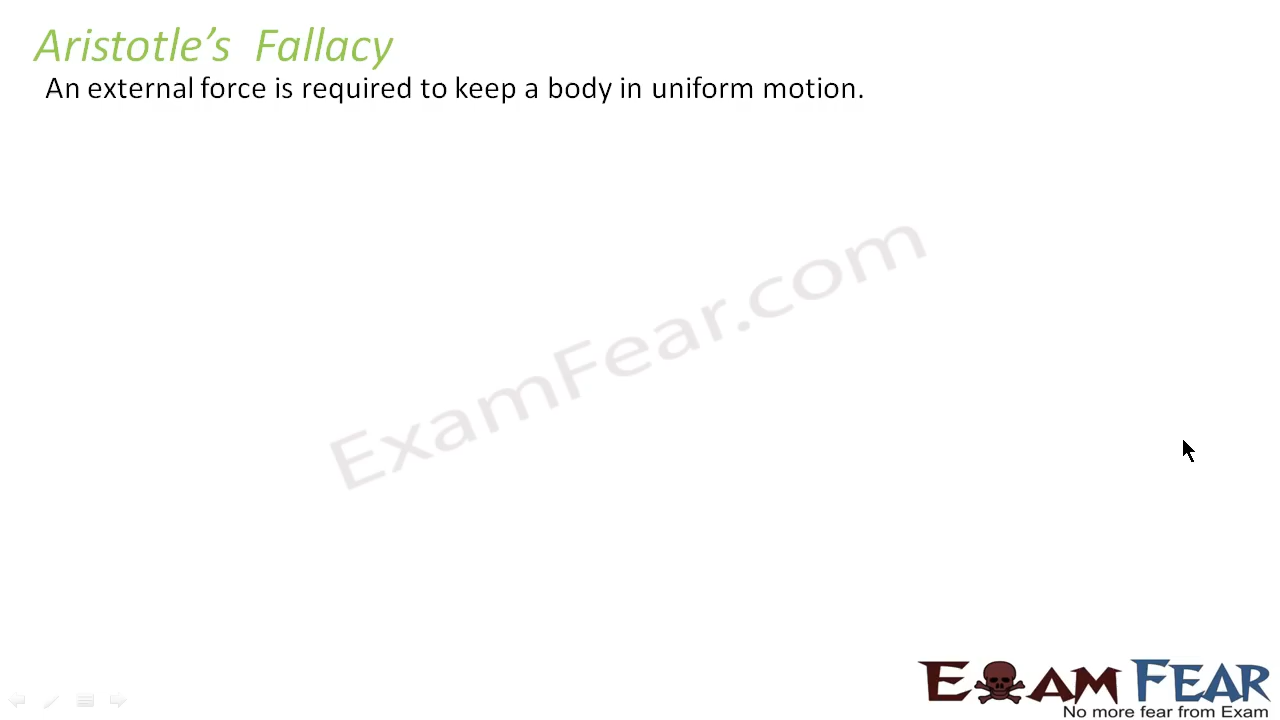 Aristotle's Fallacy
An external force is required to keep a body in uniform motion.
ExamFear.com
EXAM FEAR
No more fear from Exam